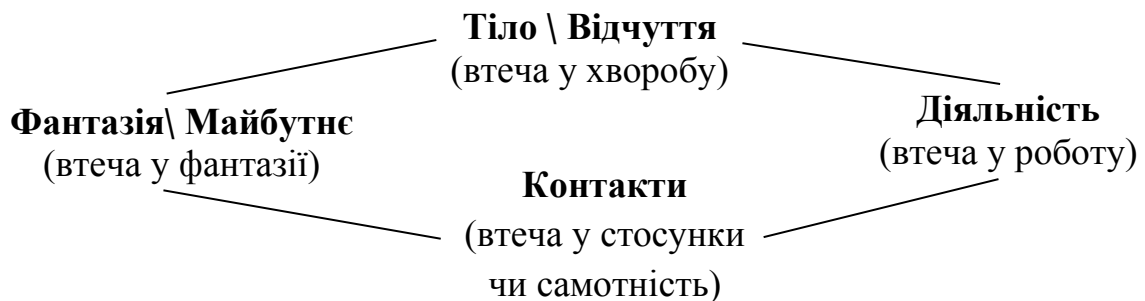 Тіло \ Відчуття
(втеча у хворобу)
Фантазія\ Майбутнє
(втеча у фантазії)
Діяльність
(втеча у роботу)
Контакти
(втеча у стосунки
чи самотність)